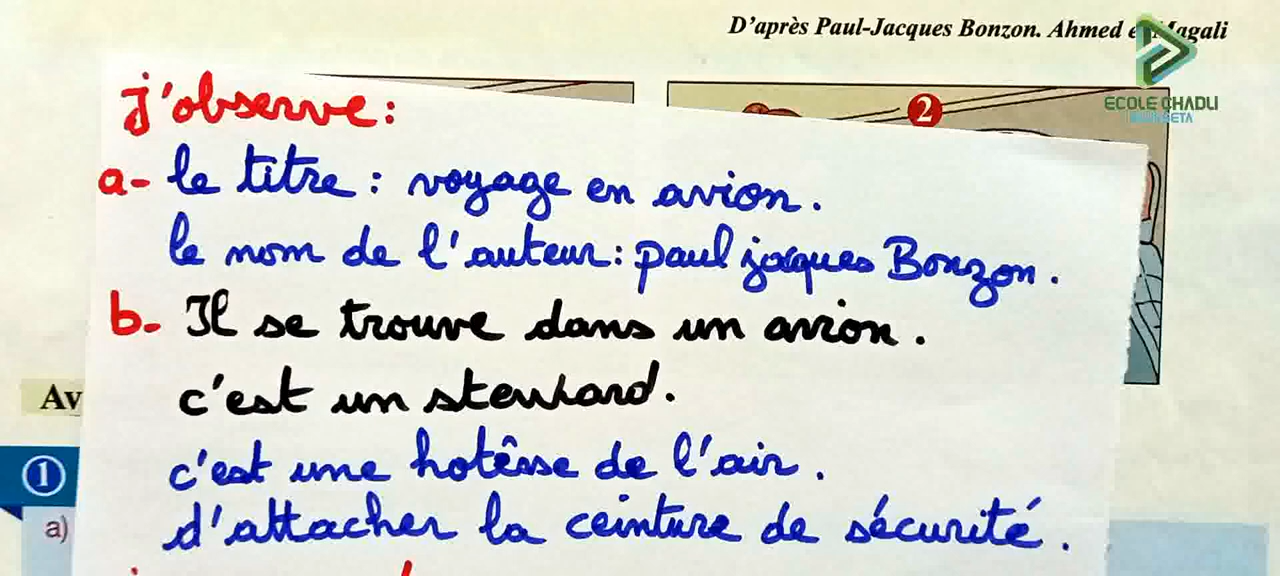 D'après Paul-Jacques Bonzon. Ahmed et Magali
ECOLE CHADLI
j'observe:
2
a- le titre : voyage en avion.
le nom de l'auteur: paul jacques Bonzon.
b- Il se trouve dans un avion.
Av
c'est un steward.
1
c'est une hotêsse de l'air.
a)
d'attacher la ceinture de sécurité.